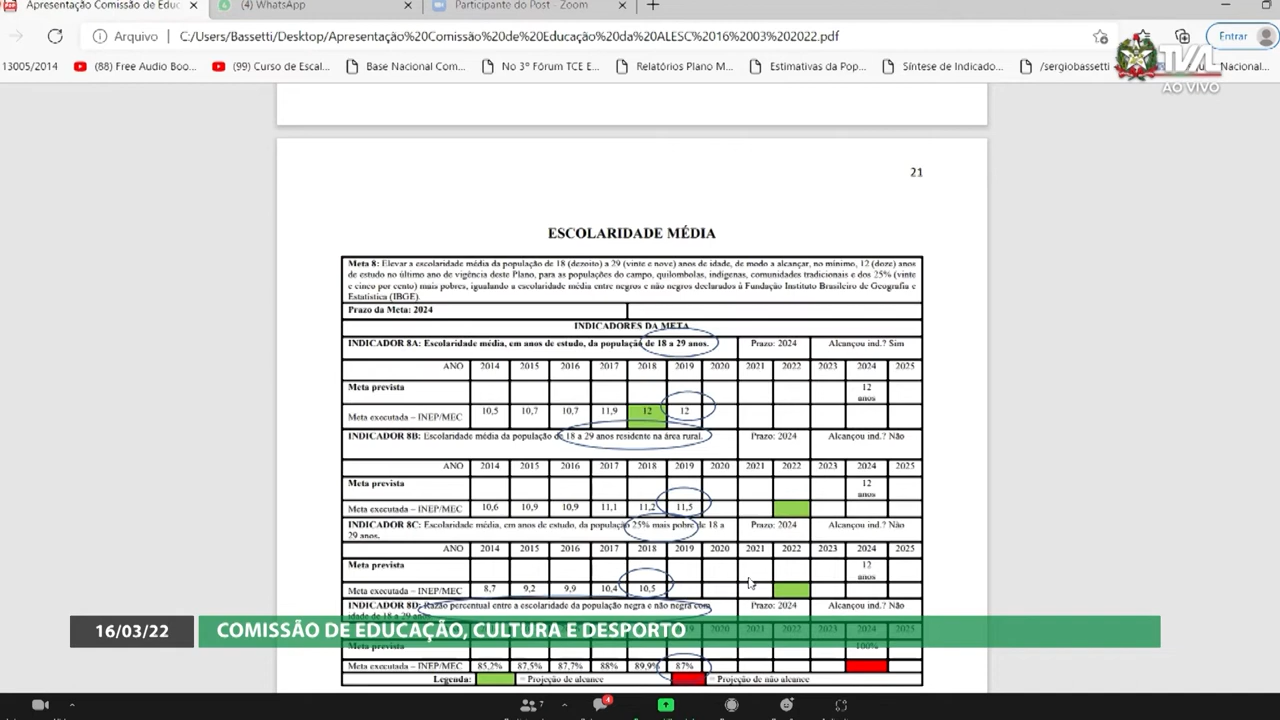 Apresentação Comissão de Educ
(4) WhatsApp
Participante do Post - Zoom
Arquivo
C:/Users/Bassetti/Desktop/Apresentação%20Comissão%20de%20Educação%20da%20ALESC%2016%2003%202022.pdf
Entrar
13005/2014
(88) Free Audio Boo...
(99) Curso de Escal...
Base Nacional Com...
No 3º Fórum TCE E...
Relatórios Plano M...
Estimativas da Pop...
Síntese de Indicado...
/sergiobassetti
Nacional...
TVAL
AO VIVO
21
ESCOLARIDADE MÉDIA
Meta 8: Elevar a escolaridade média da população de 18 (dezoito) a 29 (vinte e nove) anos de idade, de modo a alcançar, no mínimo, 12 (doze) anos
de estudo no último ano de vigência deste Plano, para as populações do campo, quilombolas, indígenas, comunidades tradicionais e dos 25% (vinte
e cinco por cento) mais pobres, igualando a escolaridade média entre negros e não negros declarados à Fundação Instituto Brasileiro de Geografia e
Estatística (IBGE).
Prazo da Meta: 2024
INDICADORES DA META
INDICADOR 8A: Escolaridade média, em anos de estudo, da população de 18 a 29 anos. Prazo: 2024 Alcançou ind.? Sim
ANO 2014 2015 2016 2017 2018 2019 2020 2021 2022 2023 2024 2025
Meta prevista 12 anos
Meta executada – INEP/MEC 10,5 10,7 10,7 11,9 12 12
INDICADOR 8B: Escolaridade média da população de 18 a 29 anos residente na área rural. Prazo: 2024 Alcançou ind.? Não
ANO 2014 2015 2016 2017 2018 2019 2020 2021 2022 2023 2024 2025
Meta prevista 12 anos
Meta executada – INEP/MEC 10,6 10,9 10,9 11,1 11,2 11,5
INDICADOR 8C: Escolaridade média, em anos de estudo, da população 25% mais pobre de 18 a
29 anos. Prazo: 2024 Alcançou ind.? Não
ANO 2014 2015 2016 2017 2018 2019 2020 2021 2022 2023 2024 2025
Meta prevista 12 anos
Meta executada – INEP/MEC 8,7 9,2 9,9 10,4 10,5
INDICADOR 8D: Razão percentual entre a escolaridade da população negra e não negra com
idade de 18 a 29 anos. Prazo: 2024 Alcançou ind.? Não
16/03/22
COMISSÃO DE EDUCAÇÃO, CULTURA E DESPORTO
2020 2021 2022 2023 2024 2025
Meta prevista 100%
Meta executada – INEP/MEC 85,2% 87,5% 87,7% 88% 89,9% 87%
Legenda: = Projeção de alcance = Projeção de não alcance
7
4